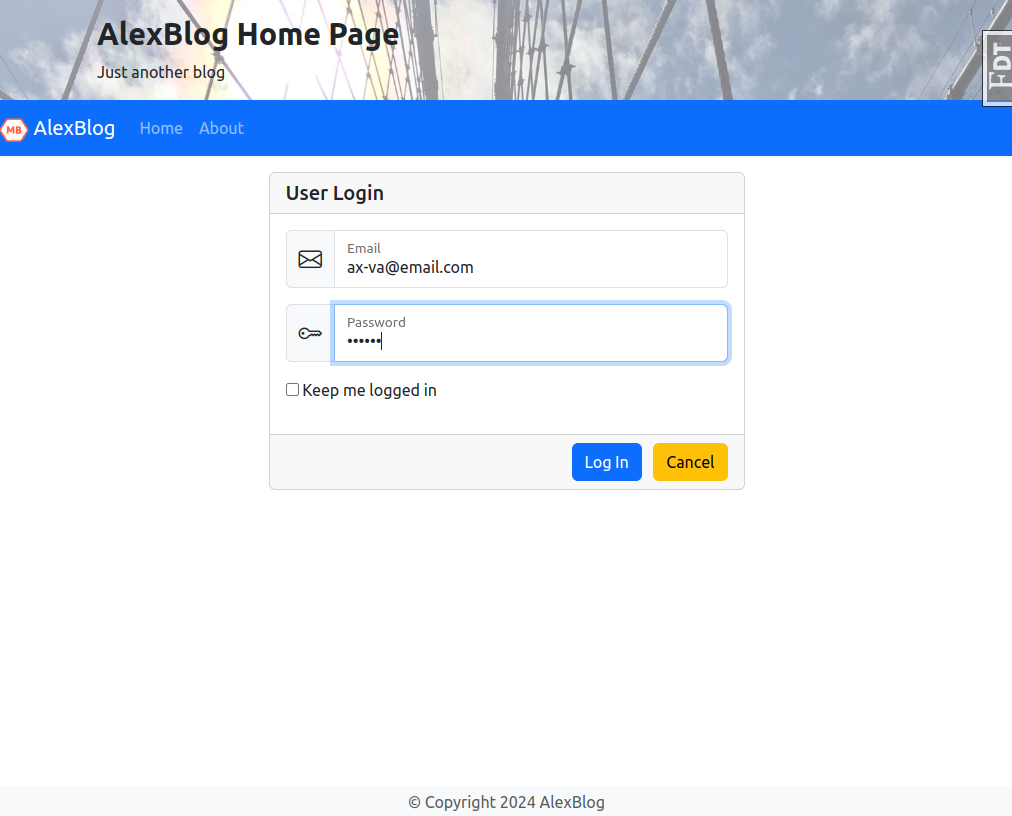 AlexBlog Home Page
Just another blog
FDT
MB AlexBlog Home About
User Login
Email
ax-va@email.com
Password
••••••
Keep me logged in
Log In Cancel
© Copyright 2024 AlexBlog